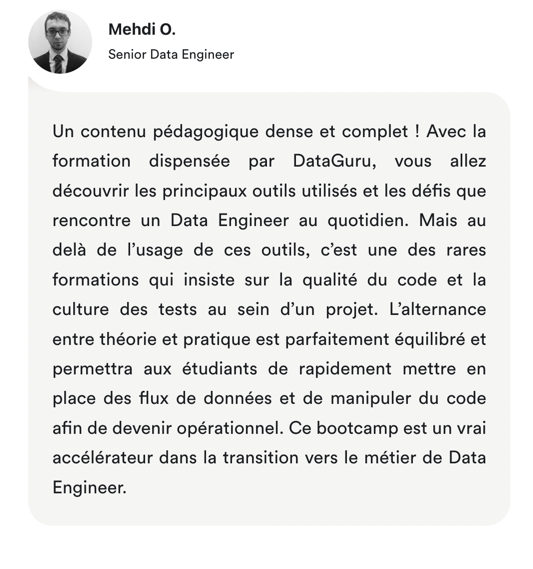 Mehdi O.
Senior Data Engineer
Un contenu pédagogique dense et complet ! Avec la
formation dispensée par DataGuru, vous allez
découvrir les principaux outils utilisés et les défis que
rencontre un Data Engineer au quotidien. Mais au
delà de l’usage de ces outils, c’est une des rares
formations qui insiste sur la qualité du code et la
culture des tests au sein d’un projet. L’alternance
entre théorie et pratique est parfaitement équilibré et
permettra aux étudiants de rapidement mettre en
place des flux de données et de manipuler du code
afin de devenir opérationnel. Ce bootcamp est un vrai
accélérateur dans la transition vers le métier de Data
Engineer.